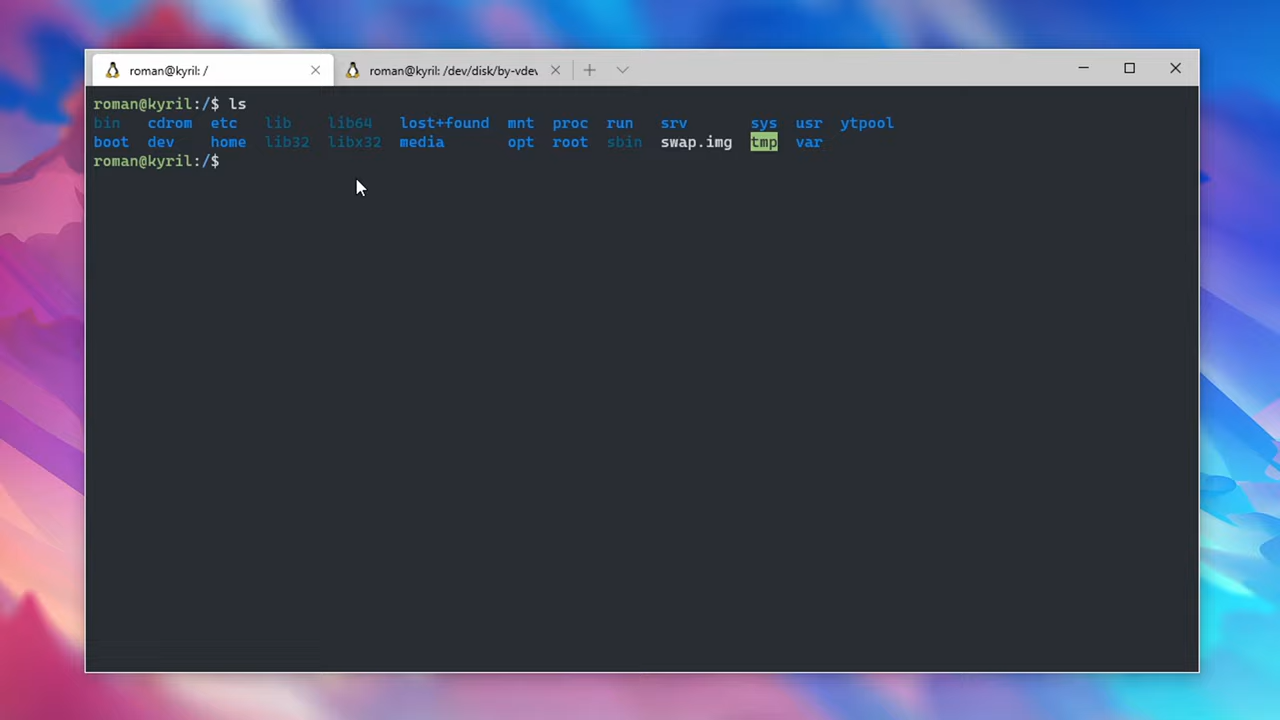 roman@kyril: / roman@kyril: /dev/disk/by-vdev
roman@kyril:/$ ls
bin cdrom etc lib lib64 lost+found mnt proc run srv sys usr ytpool
boot dev home lib32 libx32 media opt root sbin swap.img tmp var
roman@kyril:/$